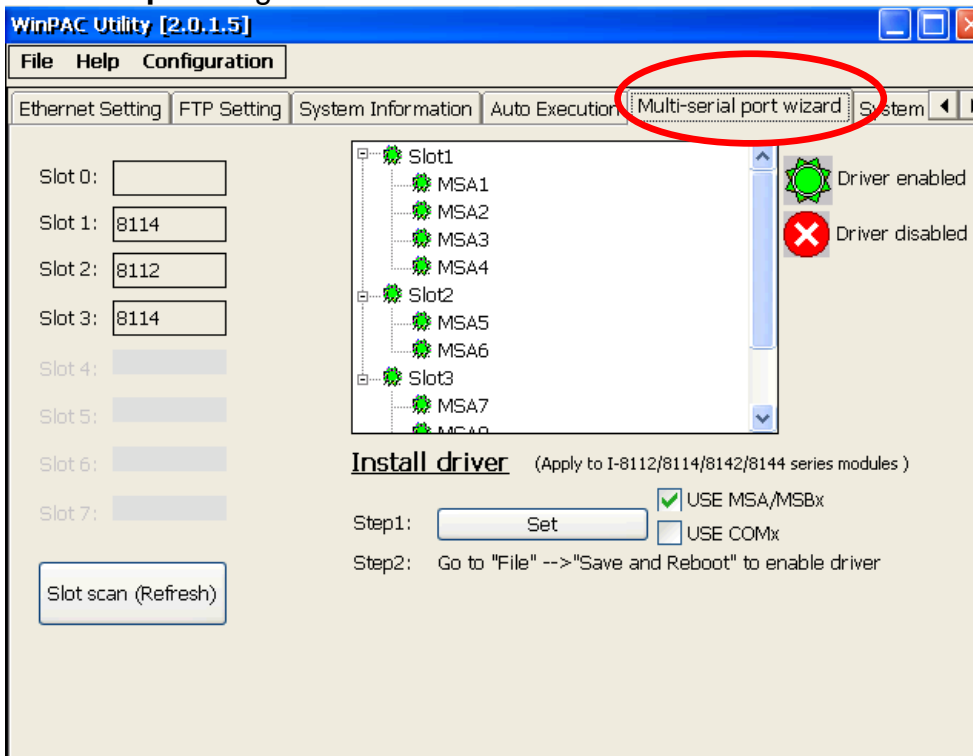 WinPAC Utility [2.0.1.5]
File Help Configuration
Ethernet Setting FTP Setting System Information Auto Execution Multi-serial port wizard System
Slot 0:
Slot 1: 8114
Slot 2: 8112
Slot 3: 8114
Slot 4:
Slot 5:
Slot 6:
Slot 7:
Slot scan (Refresh)
Slot1
MSA1
MSA2
MSA3
MSA4
Slot2
MSA5
MSA6
Slot3
MSA7
Driver enabled
Driver disabled
Install driver (Apply to I-8112/8114/8142/8144 series modules )
Step1: Set
USE MSA/MSBx
USE COMx
Step2: Go to "File" -->"Save and Reboot" to enable driver